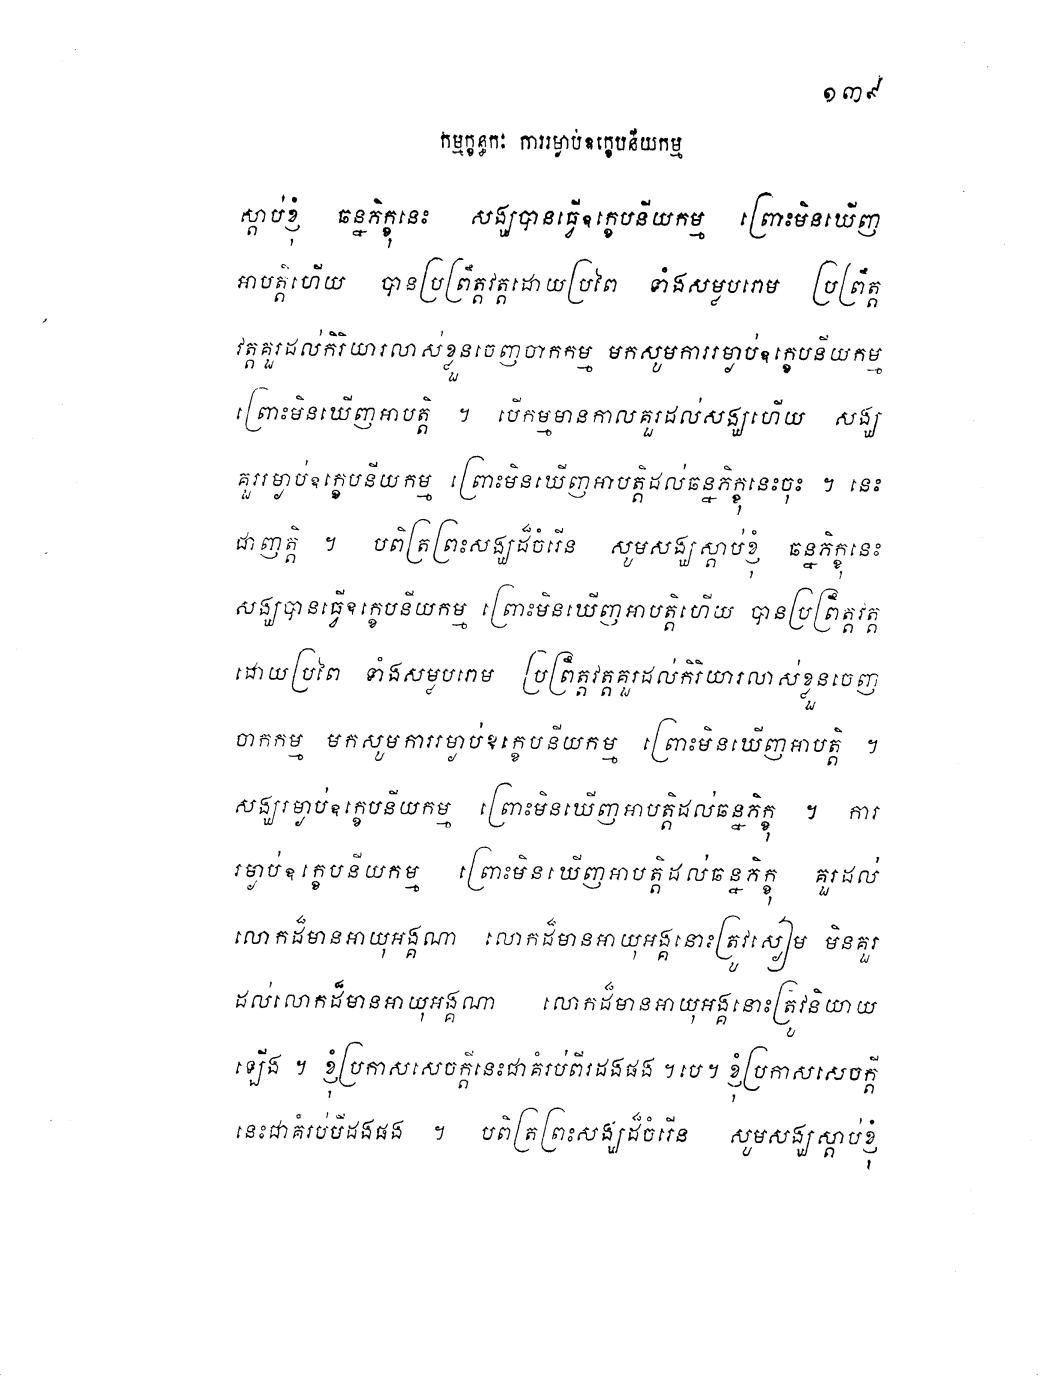 ១៣៩
កម្មក្ខន្ធកៈ ការរម្ងាប់ឧក្ខេបនីយកម្ម
ស្តាប់ខ្ញុំ ឆន្នភិក្ខុនេះ សង្ឃបានធ្វើឧក្ខេបនីយកម្ម ព្រោះមិនឃើញ
អាបត្តិហើយ បានប្រព្រឹត្តវត្តដោយប្រពៃ ទាំងសម្លបរោម ប្រព្រឹត្ត
វត្តគួរដល់កិរិយារលាស់ខ្លួនចេញចាកកម្ម មកសូមការរម្ងាប់ឧក្ខេបនីយកម្ម
ព្រោះមិនឃើញអាបត្តិ ។ បើកម្មមានកាលគួរដល់សង្ឃហើយ សង្ឃ
គួររម្ងាប់ឧក្ខេបនីយកម្ម ព្រោះមិនឃើញអាបត្តិដល់ឆន្នភិក្ខុនេះចុះ ។ នេះ
ជាញត្តិ ។ បពិត្រព្រះសង្ឃដ៏ចំរើន សូមសង្ឃស្តាប់ខ្ញុំ ឆន្នភិក្ខុនេះ
សង្ឃបានធ្វើឧក្ខេបនីយកម្ម ព្រោះមិនឃើញអាបត្តិហើយ បានប្រព្រឹត្តវត្ត
ដោយប្រពៃ ទាំងសម្លបរោម ប្រព្រឹត្តវត្តគួរដល់កិរិយារលាស់ខ្លួនចេញ
ចាកកម្ម មកសូមការរម្ងាប់ឧក្ខេបនីយកម្ម ព្រោះមិនឃើញអាបត្តិ ។
សង្ឃរម្ងាប់ឧក្ខេបនីយកម្ម ព្រោះមិនឃើញអាបត្តិដល់ឆន្នភិក្ខុ ។ ការ
រម្ងាប់ឧក្ខេបនីយកម្ម ព្រោះមិនឃើញអាបត្តិដល់ឆន្នភិក្ខុ គួរដល់
លោកដ៏មានអាយុអង្គណា លោកដ៏មានអាយុអង្គនោះត្រូវស្ងៀម មិនគួរ
ដល់លោកដ៏មានអាយុអង្គណា លោកដ៏មានអាយុអង្គនោះត្រូវនិយាយ
ឡើង ។ ខ្ញុំប្រកាសសេចក្តីនេះជាគំរប់ពីរដងផង ។ បេ ។ ខ្ញុំប្រកាសសេចក្តី
នេះជាគំរប់បីដងផង ។ បពិត្រព្រះសង្ឃដ៏ចំរើន សូមសង្ឃស្តាប់ខ្ញុំ